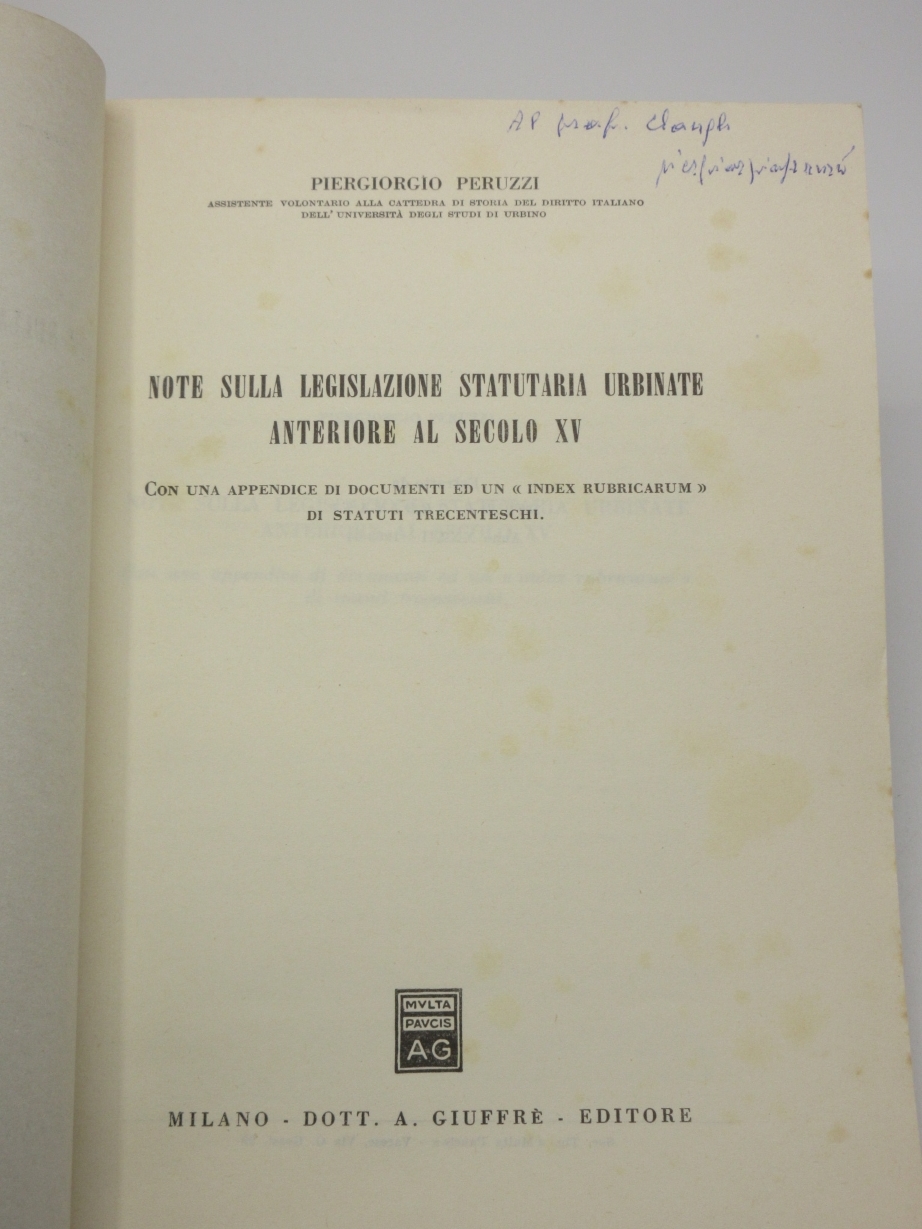 Al prof.
PIERGIORGIO PERUZZI
ASSISTENTE VOLONTARIO ALLA CATTEDRA DI STORIA DEL DIRITTO ITALIANO
DELL'UNIVERSITÀ DEGLI STUDI DI URBINO
NOTE SULLA LEGISLAZIONE STATUTARIA URBINATE
ANTERIORE AL SECOLO XV
CON UNA APPENDICE DI DOCUMENTI ED UN « INDEX RUBRICARUM »
DI STATUTI TRECENTESCHI.
MVLTA
PAVCIS
AG
MILANO - DOTT. A. GIUFFRÈ - EDITORE